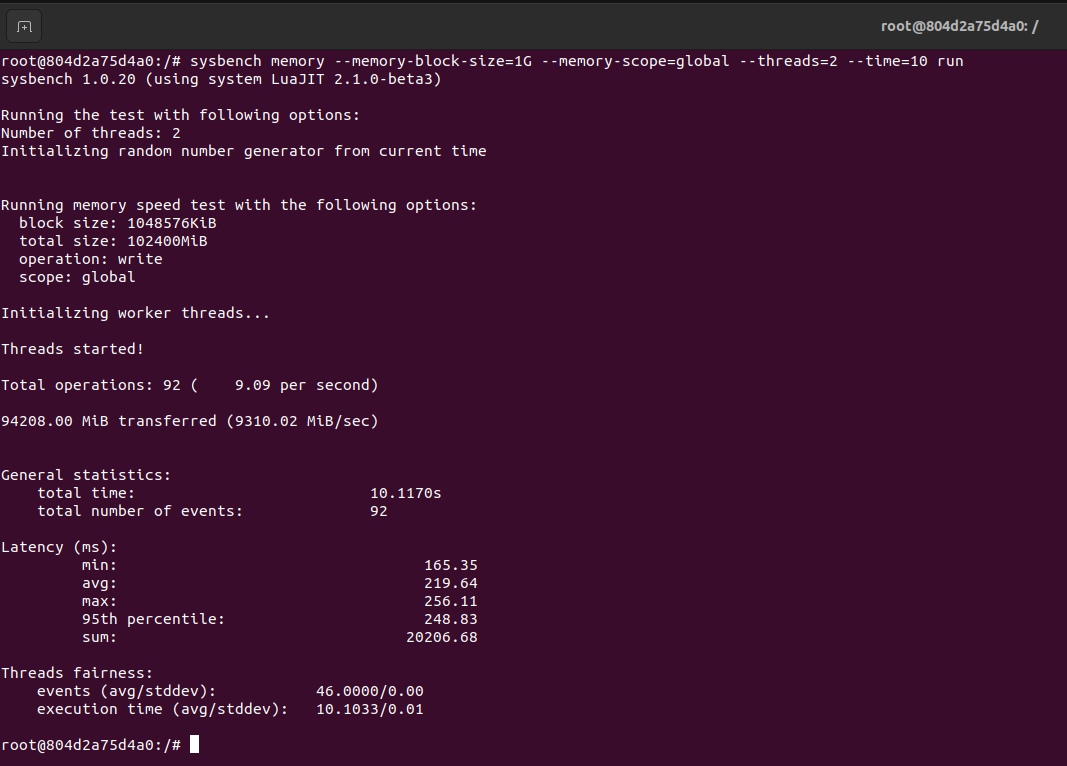 root@804d2a75d4a0: /
root@804d2a75d4a0:/# sysbench memory --memory-block-size=1G --memory-scope=global --threads=2 --time=10 run
sysbench 1.0.20 (using system LuaJIT 2.1.0-beta3)
Running the test with following options:
Number of threads: 2
Initializing random number generator from current time
Running memory speed test with the following options:
block size: 1048576KiB
total size: 102400MiB
operation: write
scope: global
Initializing worker threads...
Threads started!
Total operations: 92 (    9.09 per second)
94208.00 MiB transferred (9310.02 MiB/sec)
General statistics:
total time: 10.1170s
total number of events: 92
Latency (ms):
min: 165.35
avg: 219.64
max: 256.11
95th percentile: 248.83
sum: 20206.68
Threads fairness:
events (avg/stddev): 46.0000/0.00
execution time (avg/stddev): 10.1033/0.01
root@804d2a75d4a0:/#